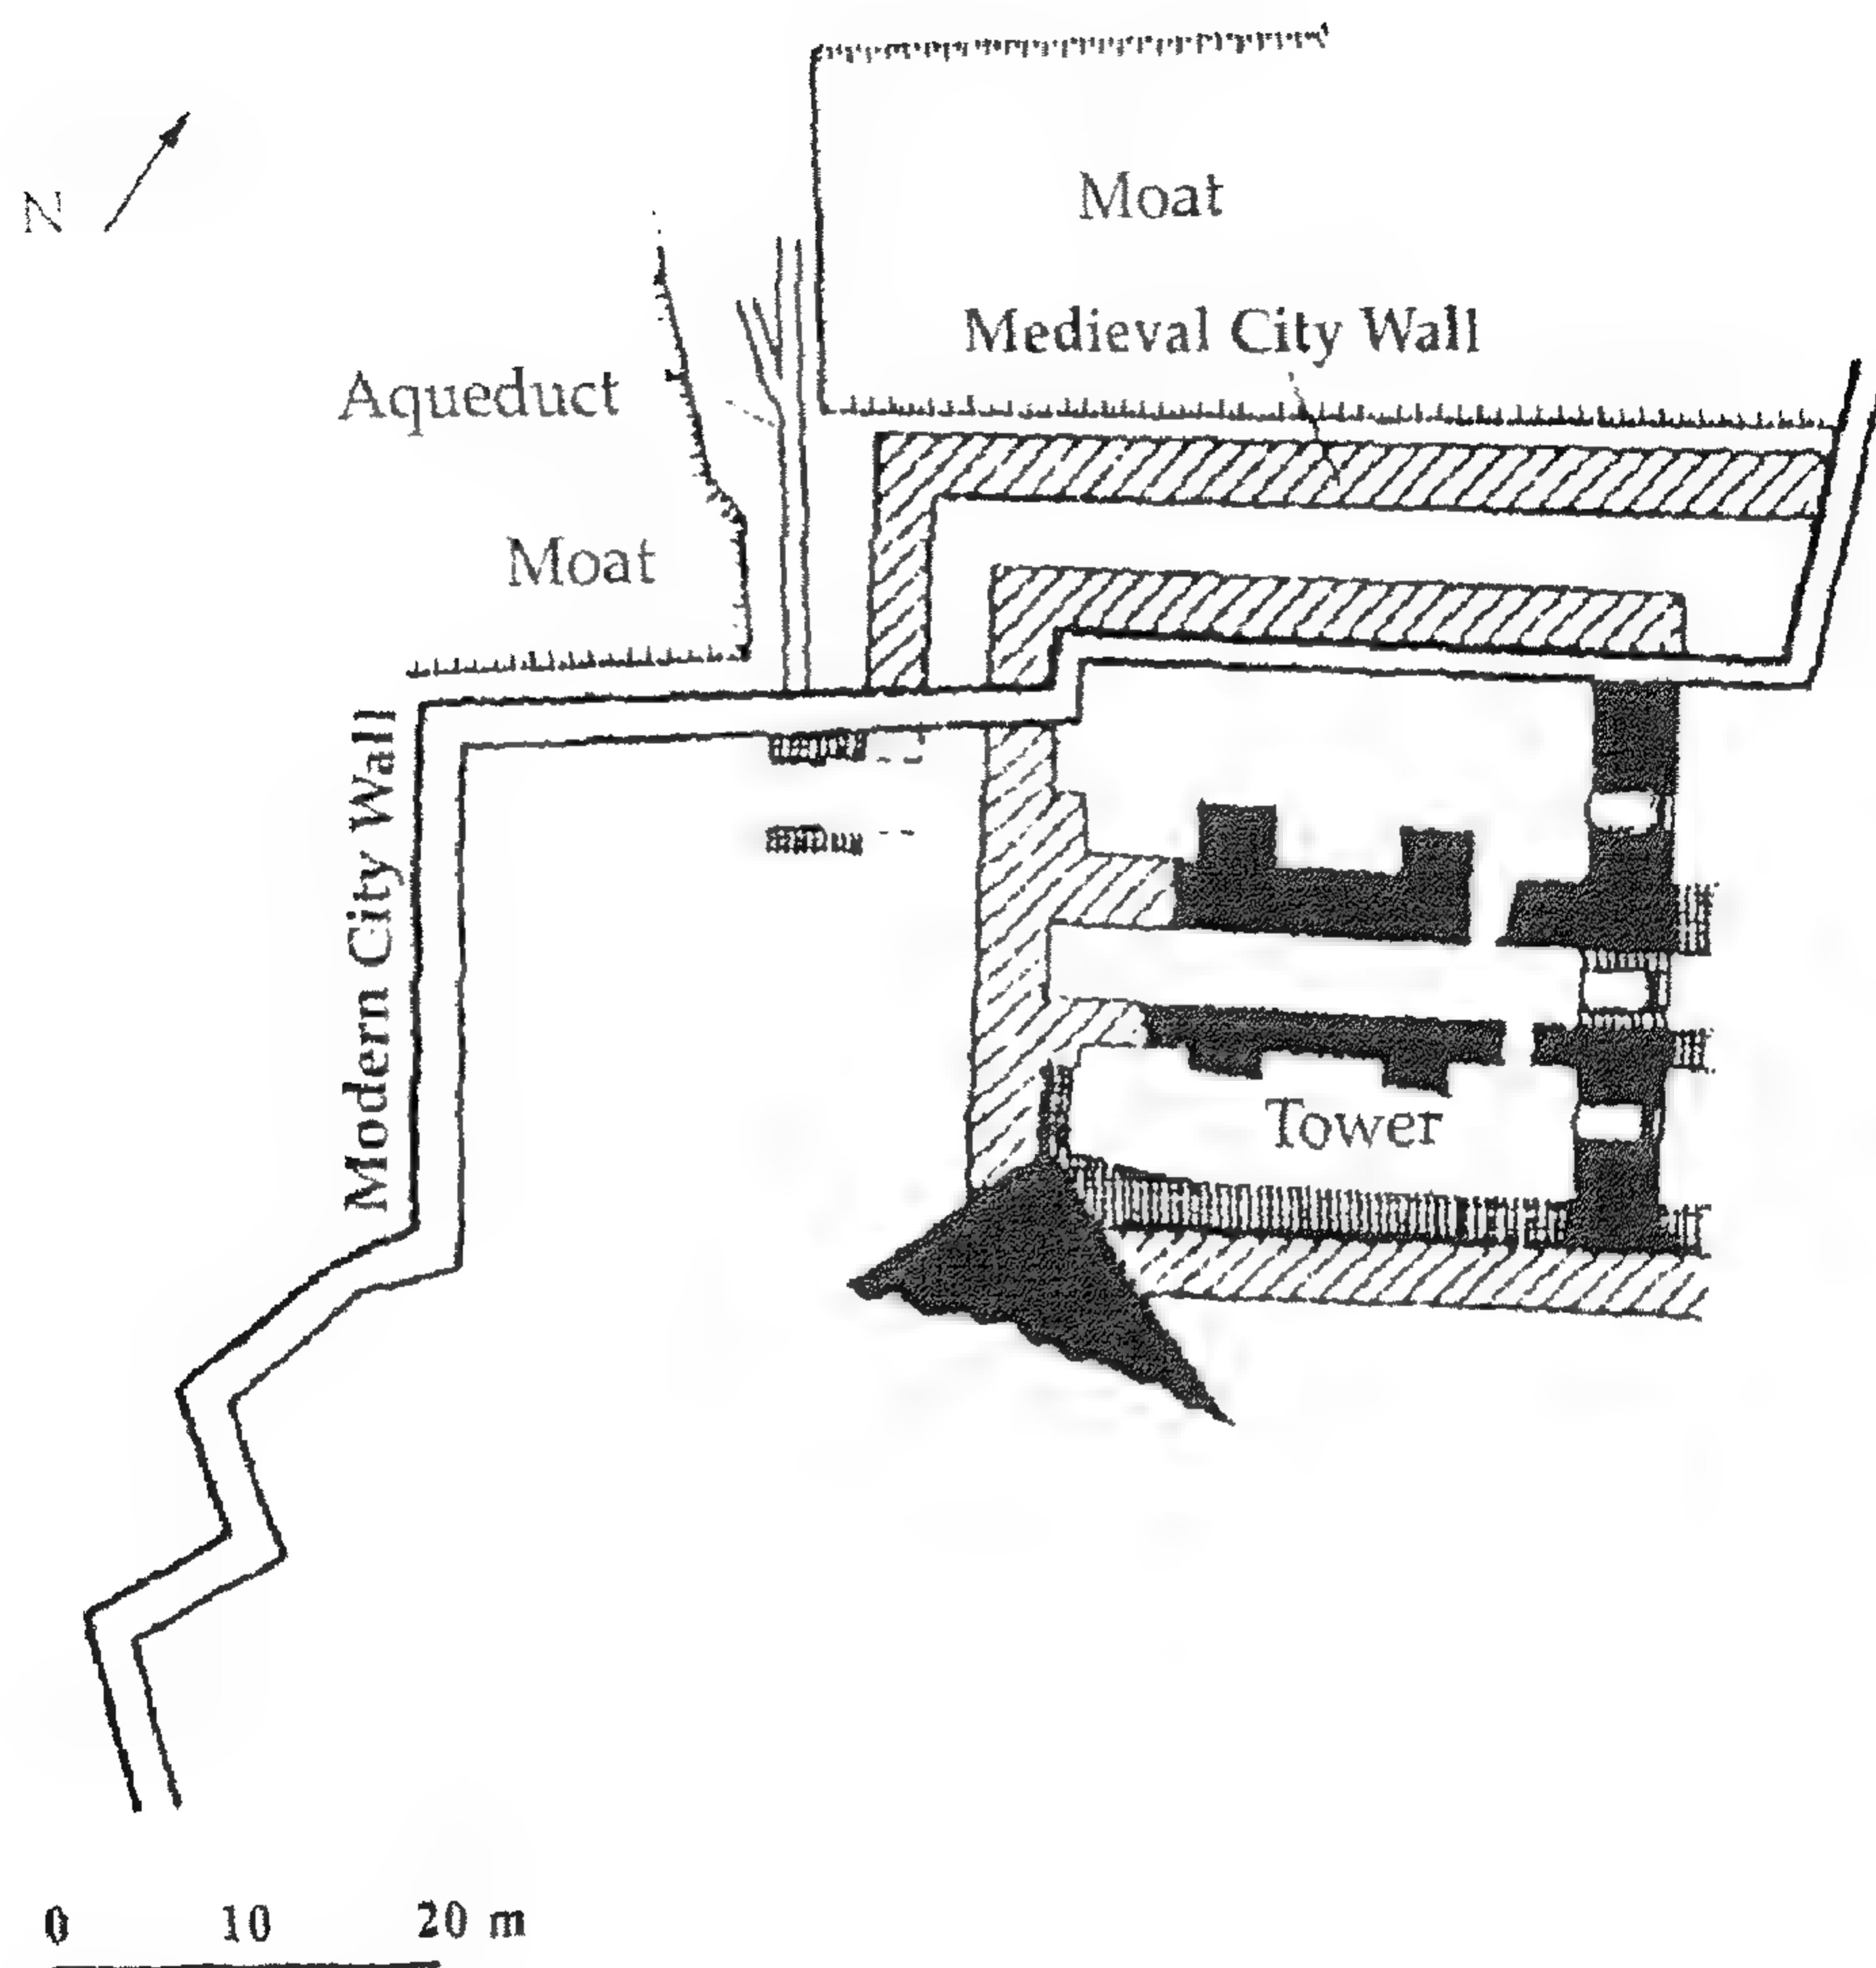 Moat
N
Medieval City Wall
Aqueduct
Moat
Modern City Wall
Tower
0 10 20 m